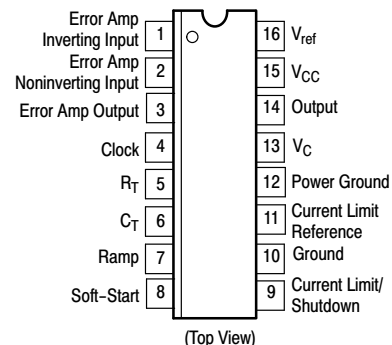 Error Amp
Inverting Input
1
Error Amp
Noninverting Input
2
Error Amp Output
3
Clock
4
RT
5
CT
6
Ramp
7
Soft-Start
8
16
Vref
15
VCC
14
Output
13
VC
12
Power Ground
11
Current Limit
Reference
10
Ground
9
Current Limit/
Shutdown
(Top View)